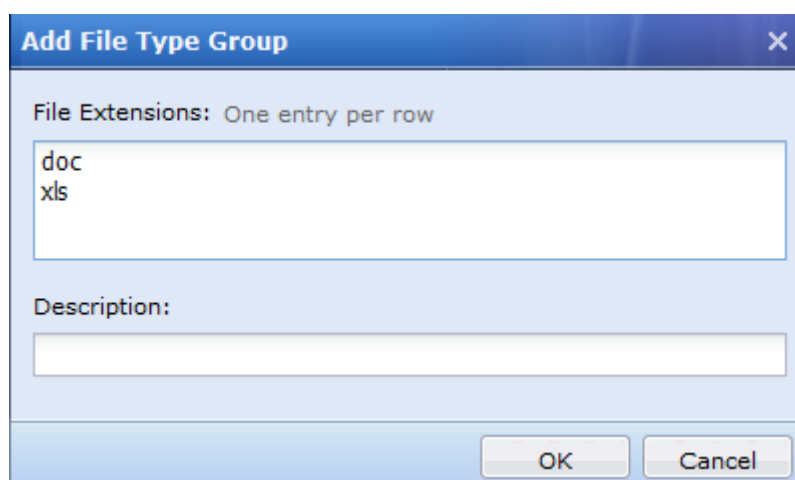 Add File Type Group
File Extensions: One entry per row
doc
xls
Description:
OK Cancel